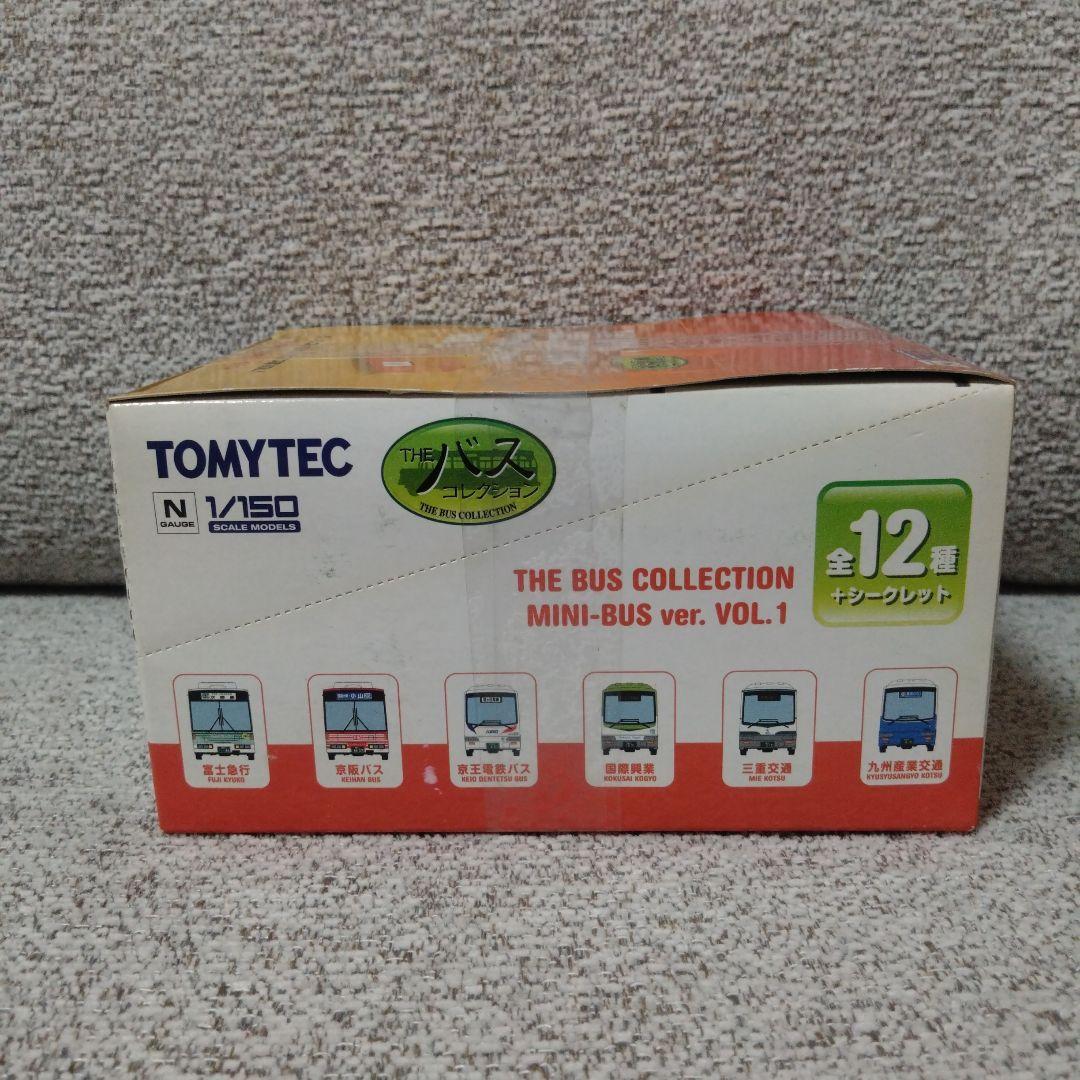 TOMYTEC
N
GAUGE
1/150
SCALE MODELS
THE バス
コレクション
THE BUS COLLECTION
THE BUS COLLECTION
MINI-BUS ver. VOL.1
全12種
+シークレット
富士急行
FUJI KYUKO
京阪バス
KEIHAN BUS
京王電鉄バス
KEIO DENTETSU BUS
国際興業
KOKUSAI KOGYO
三重交通
MIE KOTSU
九州産業交通
KYUSYUSANGYO KOTSU